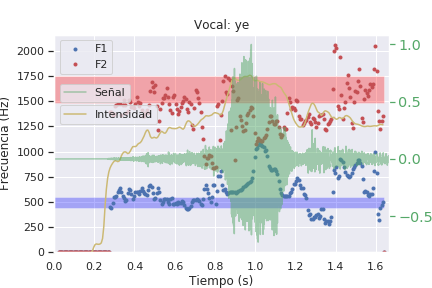 Vocal: ye
F1
F2
Señal
Intensidad
Frecuencia (Hz)
2000
1750
1500
1250
1000
750
500
250
0
1.0
0.5
0.0
−0.5
0.0 0.2 0.4 0.6 0.8 1.0 1.2 1.4 1.6
Tiempo (s)